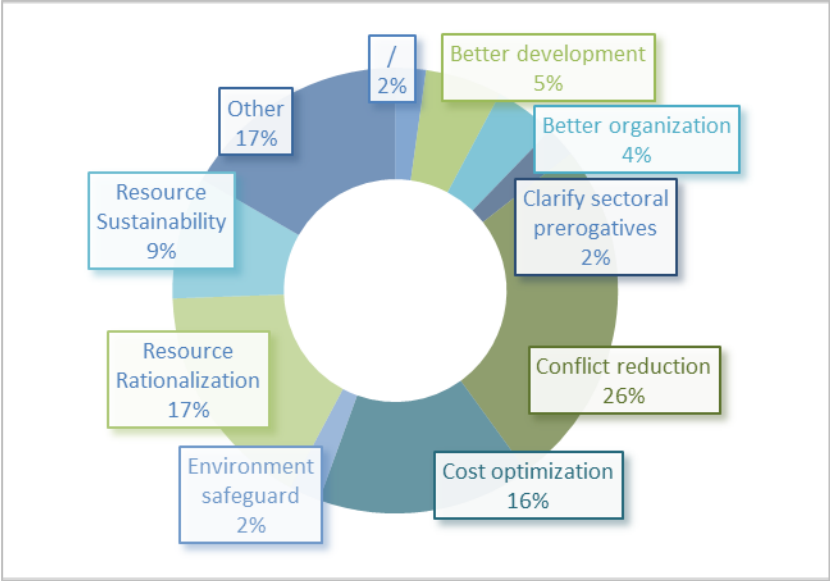 /
2%
Better development
5%
Better organization
4%
Clarify sectoral
prerogatives
2%
Conflict reduction
26%
Cost optimization
16%
Environment
safeguard
2%
Resource
Rationalization
17%
Resource
Sustainability
9%
Other
17%